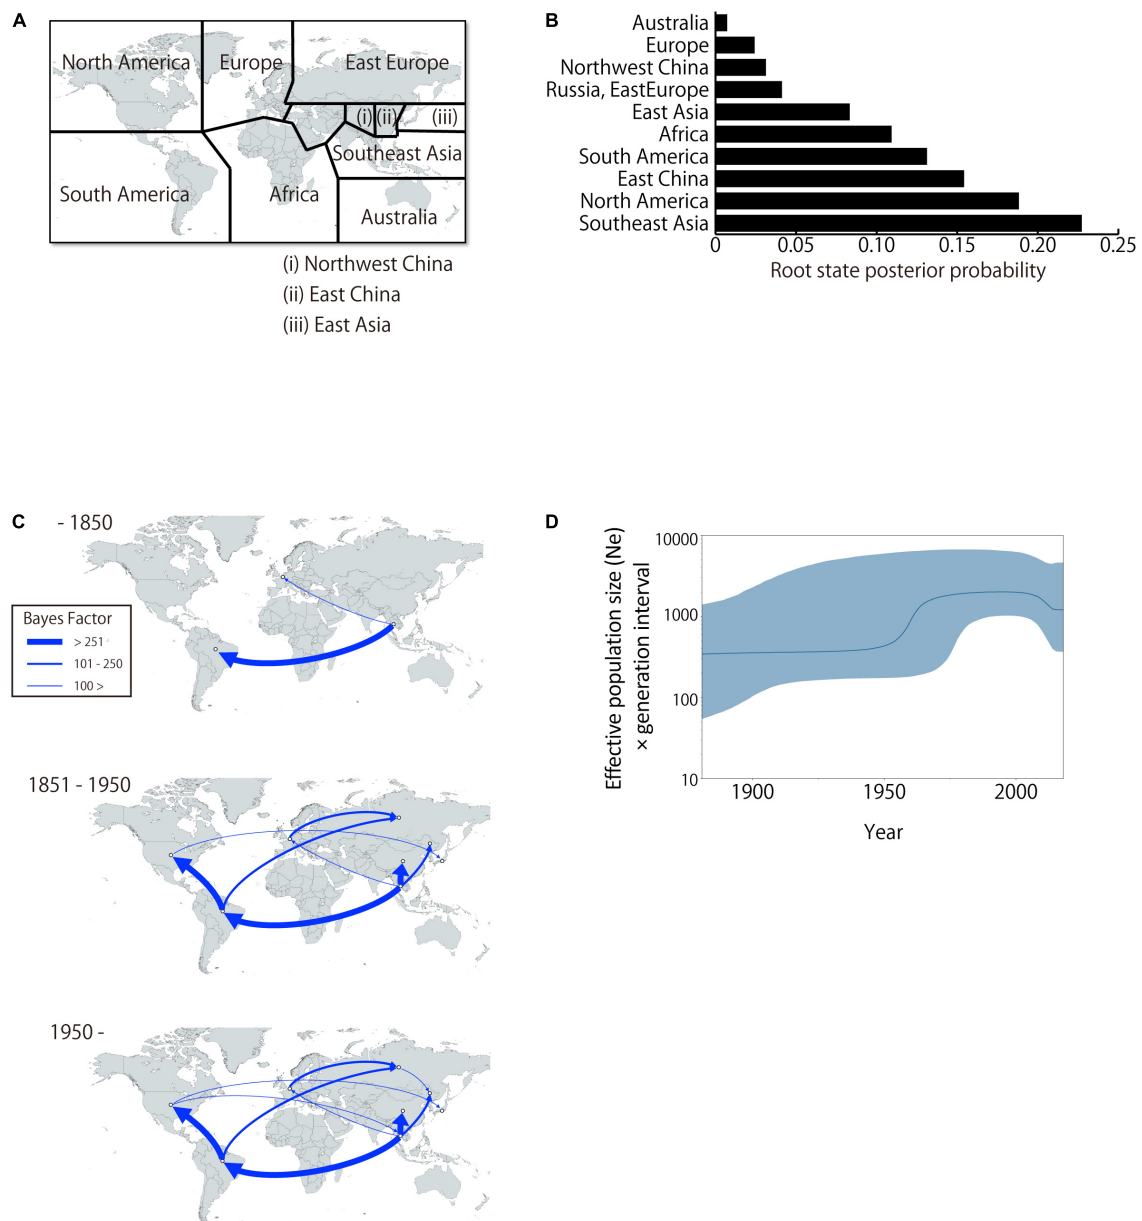 A
North America
Europe
East Europe
(i)
(ii)
(iii)
Southeast Asia
South America
Africa
Australia
(i) Northwest China
(ii) East China
(iii) East Asia
B
Australia
Europe
Northwest China
Russia, EastEurope
East Asia
Africa
South America
East China
North America
Southeast Asia
0 0.05 0.10 0.15 0.20 0.25
Root state posterior probability
C
- 1850
Bayes Factor
> 251
101 - 250
100 >
1851 - 1950
1950 -
D
Effective population size (Ne)
× generation interval
10000
1000
100
10
1900 1950 2000
Year